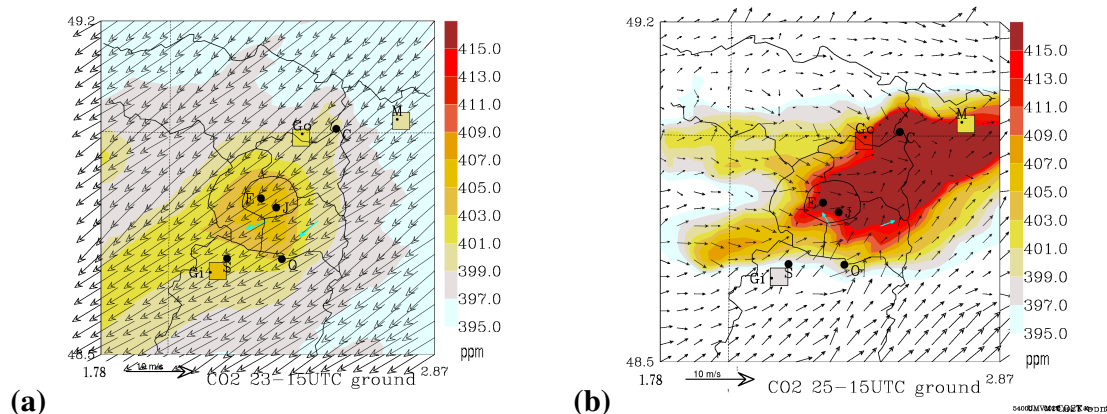 49.2
415.0
413.0
411.0
409.0
407.0
405.0
403.0
401.0
399.0
397.0
395.0
ppm
M
Go
C
E
J
S
O
Gi
48.5
1.78
10 m/s
CO2 23-15UTC ground
2.87
(a)
49.2
415.0
413.0
411.0
409.0
407.0
405.0
403.0
401.0
399.0
397.0
395.0
ppm
M
Go
C
E
J
S
O
Gi
48.5
1.78
10 m/s
CO2 25-15UTC ground
2.87
(b)